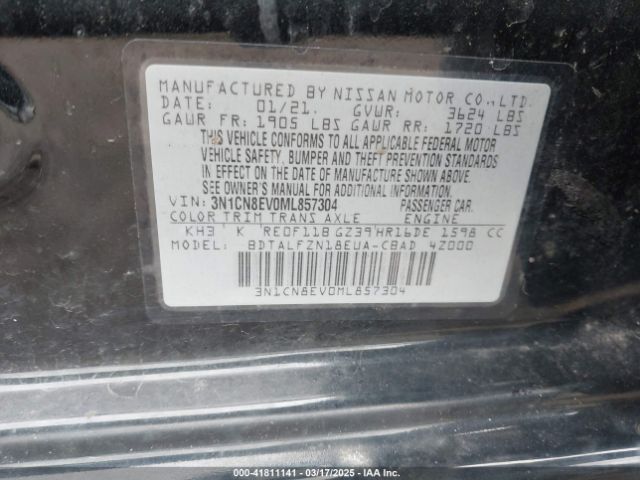 MANUFACTURED BY NISSAN MOTOR CO.,LTD.
DATE: 01/21. GVWR: 3624 LBS
GAWR FR: 1905 LBS GAWR RR: 1720 LBS
THIS VEHICLE CONFORMS TO ALL APPLICABLE FEDERAL MOTOR
VEHICLE SAFETY, BUMPER AND THEFT PREVENTION STANDARDS
IN EFFECT ON THE DATE OF MANUFACTURE SHOWN ABOVE.
SEE OWNER'S MANUAL FOR ADDITIONAL INFORMATION
VIN: 3N1CN8EV0ML857304 PASSENGER CAR.
COLOR TRIM TRANS AXLE ENGINE
KH3 K RE0F11B GZ39 HR16DE 1598 CC
MODEL: BDTALFZN18EUA-CBAD 4Z000
3N1CN8EV0ML857304
000-41811141 | 03/17/2025 | IAA Inc.